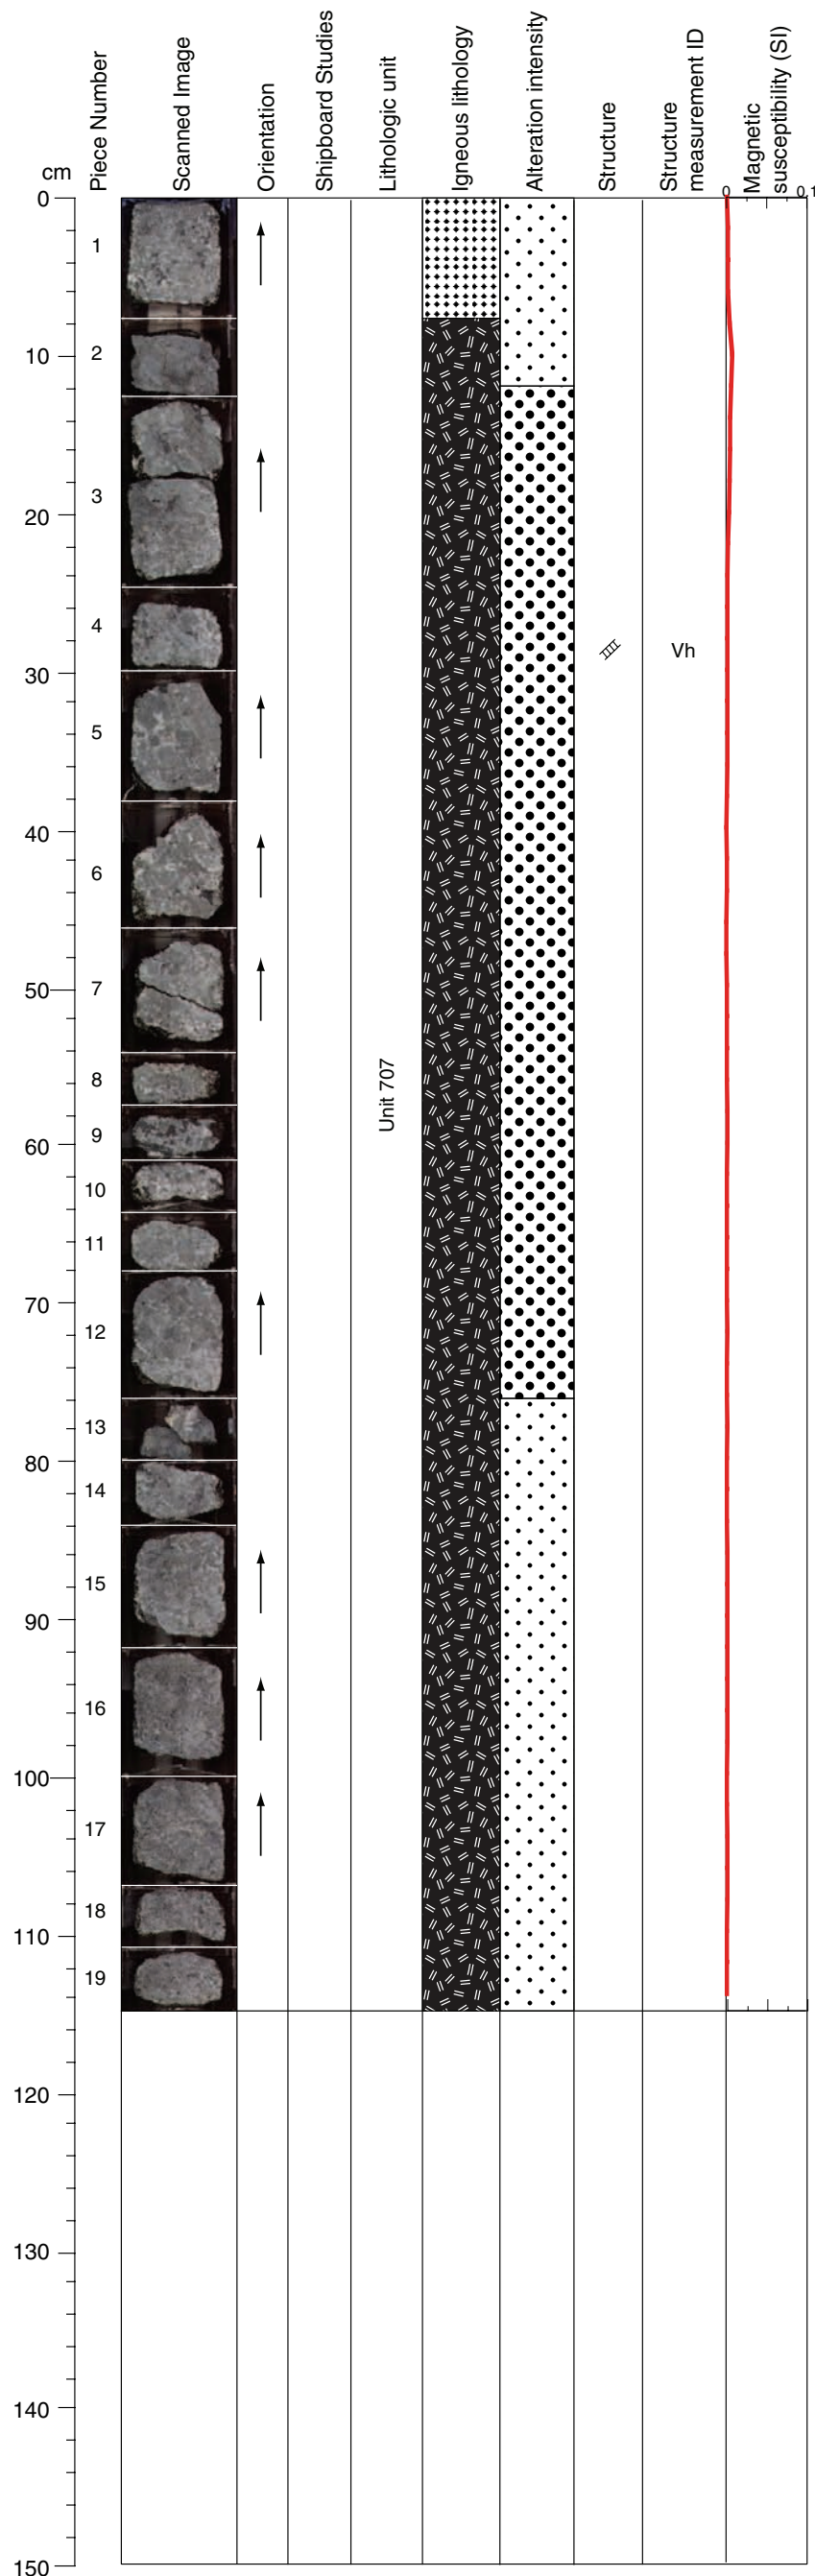 cm
Piece Number
Scanned Image
Orientation
Shipboard Studies
Lithologic unit
Igneous lithology
Alteration intensity
Structure
Structure
measurement ID
Magnetic
susceptibility (SI)
0 0.1
0
10
20
30
40
50
60
70
80
90
100
110
120
130
140
150
1
2
3
4
5
6
7
8
9
10
11
12
13
14
15
16
17
18
19
Unit 707
Vh